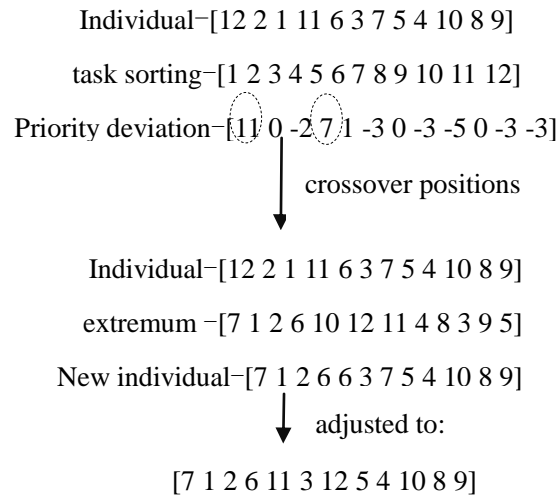 Individual–[12 2 1 11 6 3 7 5 4 10 8 9]
task sorting–[1 2 3 4 5 6 7 8 9 10 11 12]
Priority deviation–[11 0 -2 7 1 -3 0 -3 -5 0 -3 -3]
crossover positions
Individual–[12 2 1 11 6 3 7 5 4 10 8 9]
extremum –[7 1 2 6 10 12 11 4 8 3 9 5]
New individual–[7 1 2 6 6 3 7 5 4 10 8 9]
adjusted to:
[7 1 2 6 11 3 12 5 4 10 8 9]